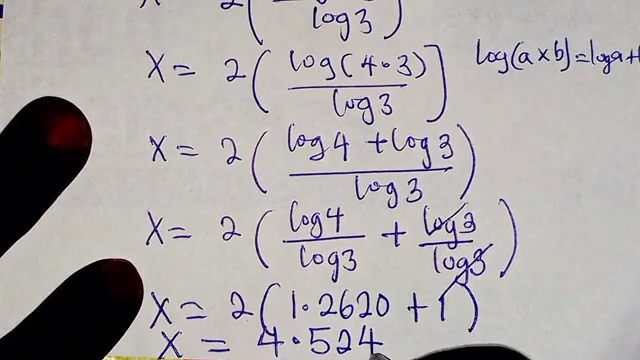 X = 2( log3 )
X = 2( log(4·3) / log3 ) log(a×b)=loga+
X = 2( log4 + log3 / log3 )
X = 2( log4 / log3 + log3 / log3 )
X = 2(1.2620 + 1)
X = 4.524